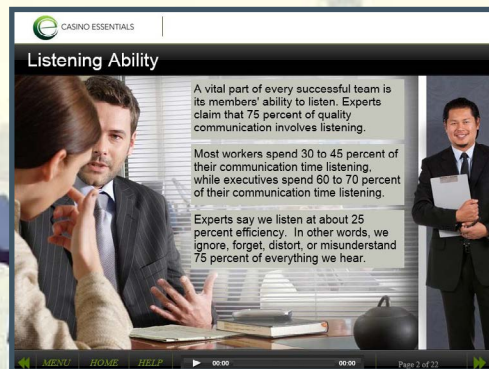 CASINO ESSENTIALS
Listening Ability
A vital part of every successful team is
its members' ability to listen. Experts
claim that 75 percent of quality
communication involves listening.
Most workers spend 30 to 45 percent of
their communication time listening,
while executives spend 60 to 70 percent
of their communication time listening.
Experts say we listen at about 25
percent efficiency. In other words, we
ignore, forget, distort, or misunderstand
75 percent of everything we hear.
MENU HOME HELP 00:00 00:00 Page 2 of 22